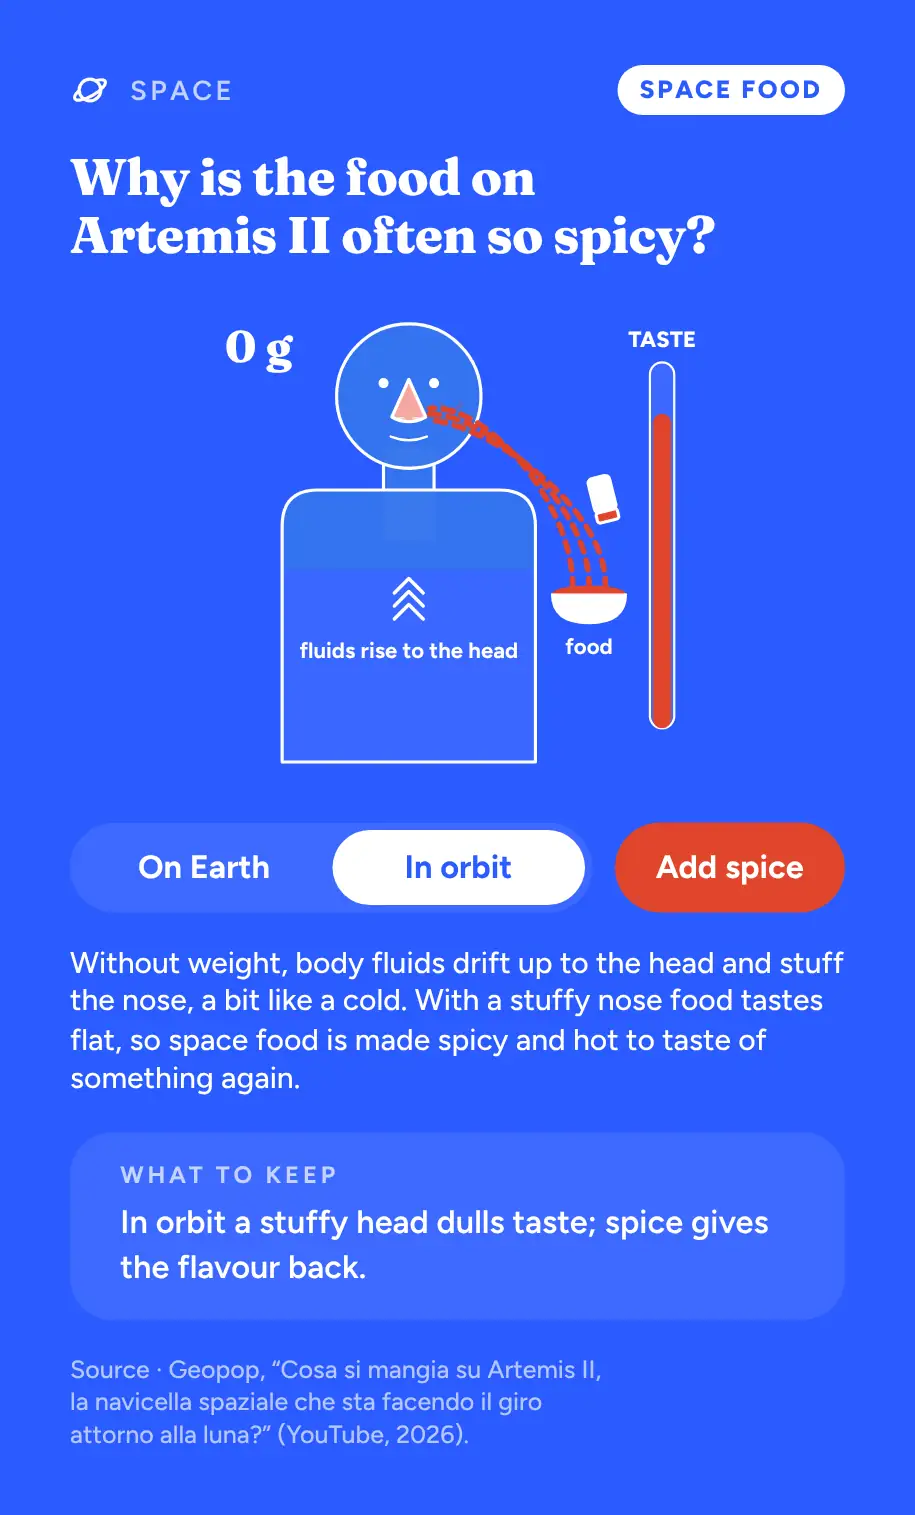 SPACE
SPACE FOOD
Why is the food on
Artemis II often so spicy?
0 g
TASTE
fluids rise to the head
food
On Earth
In orbit
Add spice
Without weight, body fluids drift up to the head and stuff
the nose, a bit like a cold. With a stuffy nose food tastes
flat, so space food is made spicy and hot to taste of
something again.
WHAT TO KEEP
In orbit a stuffy head dulls taste; spice gives
the flavour back.
Source · Geopop, “Cosa si mangia su Artemis II,
la navicella spaziale che sta facendo il giro
attorno alla luna?” (YouTube, 2026).